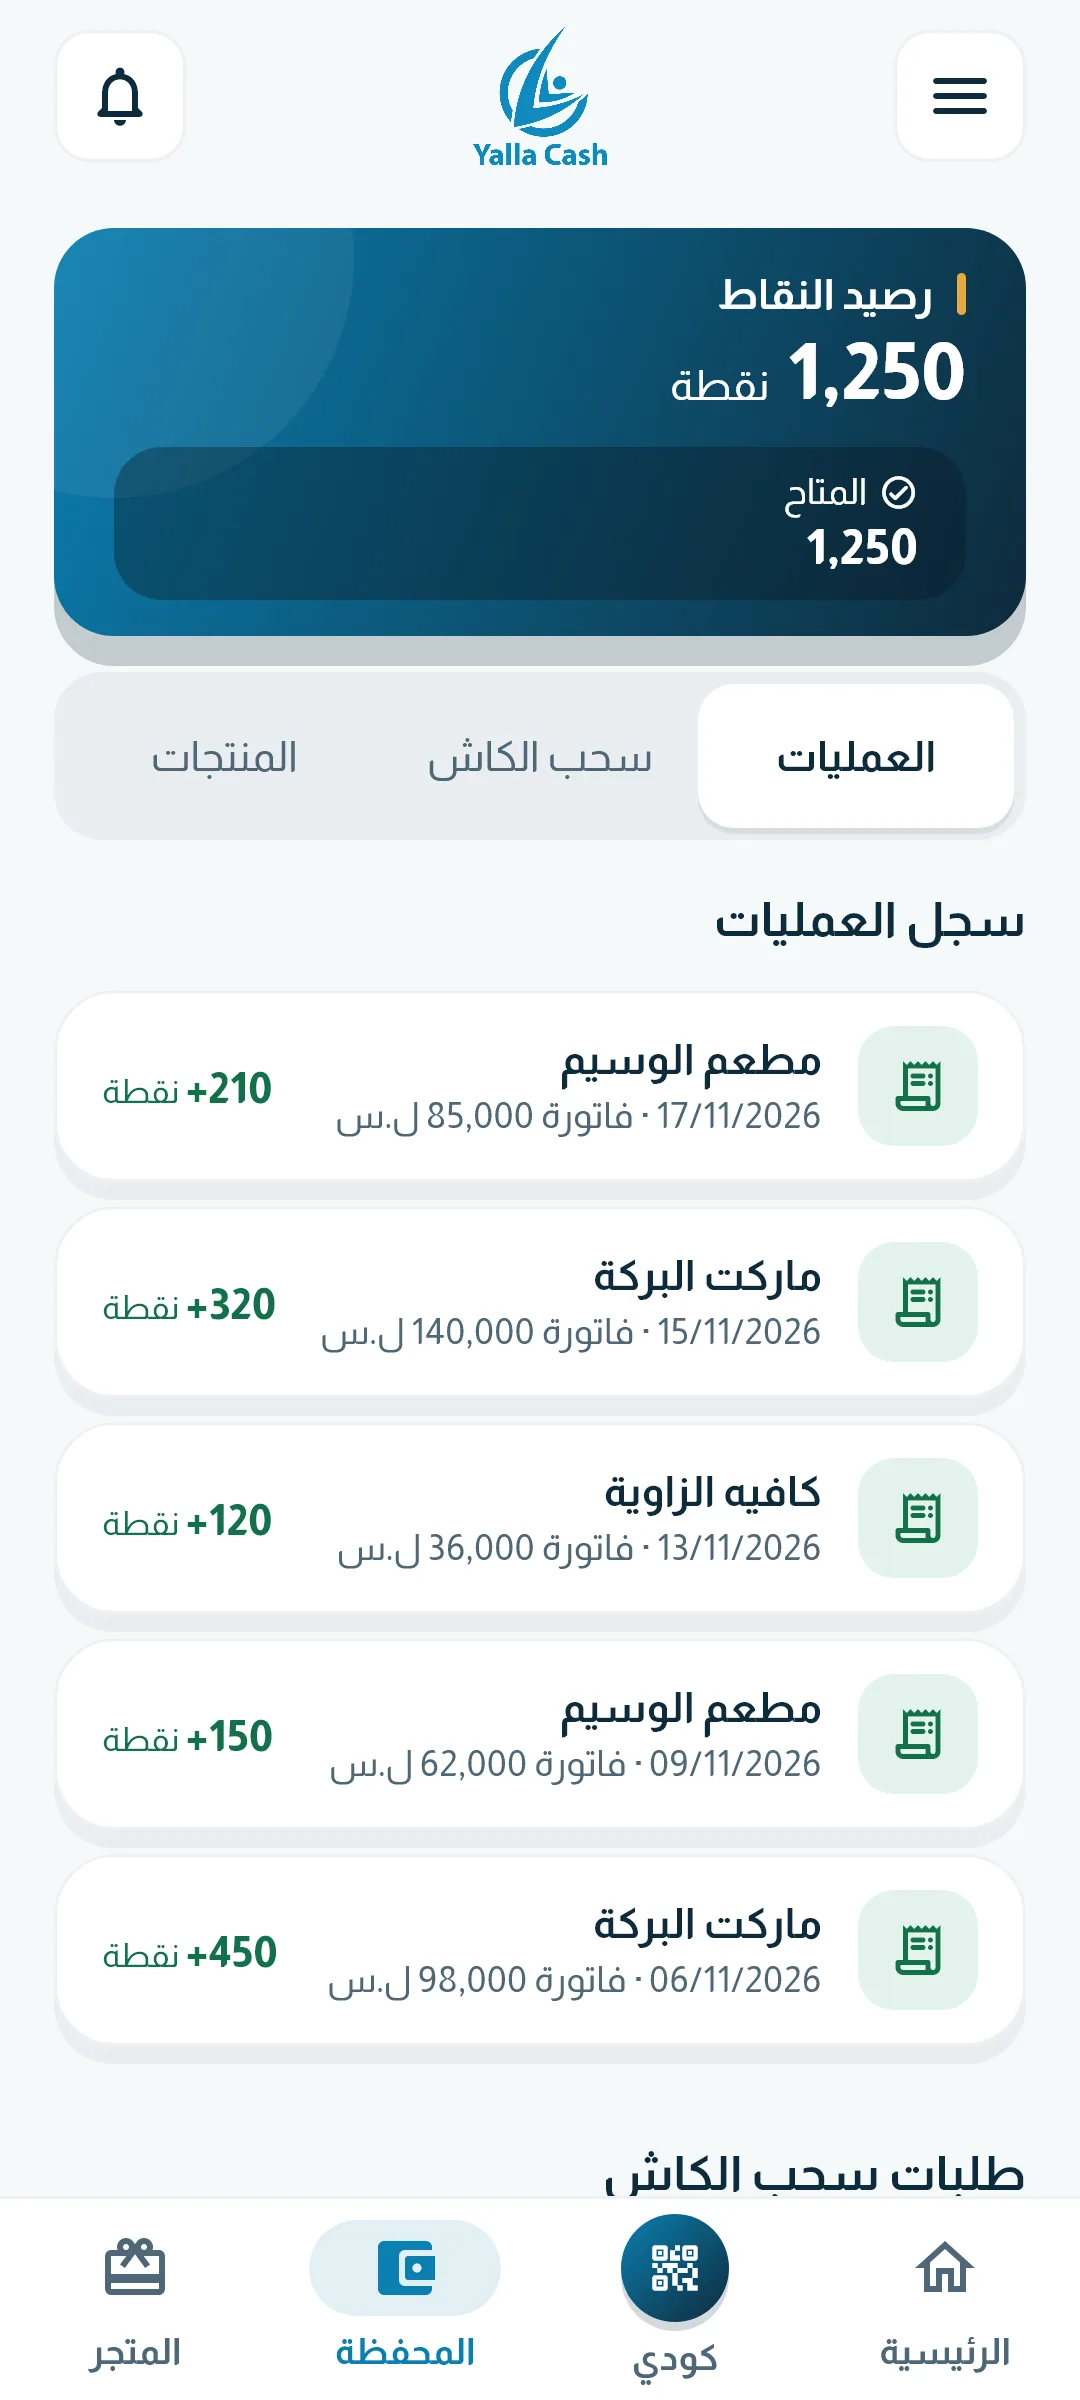 Yalla Cash
رصيد النقاط
1,250 نقطة
المتاح
1,250
العمليات
سحب الكاش
المنتجات
سجل العمليات
مطعم الوسيم
17/11/2026 · فاتورة 85,000 ل.س
+210 نقطة
ماركت البركة
15/11/2026 · فاتورة 140,000 ل.س
+320 نقطة
كافيه الزاوية
13/11/2026 · فاتورة 36,000 ل.س
+120 نقطة
مطعم الوسيم
09/11/2026 · فاتورة 62,000 ل.س
+150 نقطة
ماركت البركة
06/11/2026 · فاتورة 98,000 ل.س
+450 نقطة
طلبات سحب الكاش
الرئيسية
كودي
المحفظة
المتجر